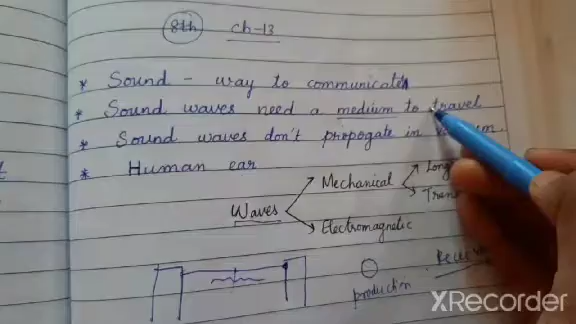 8th ch-13
* Sound - way to communicate
* Sound waves need a medium to travel
* Sound waves don't propogate in
* Human ear
Mechanical
Waves
Electromagnetic
production
XRecorder